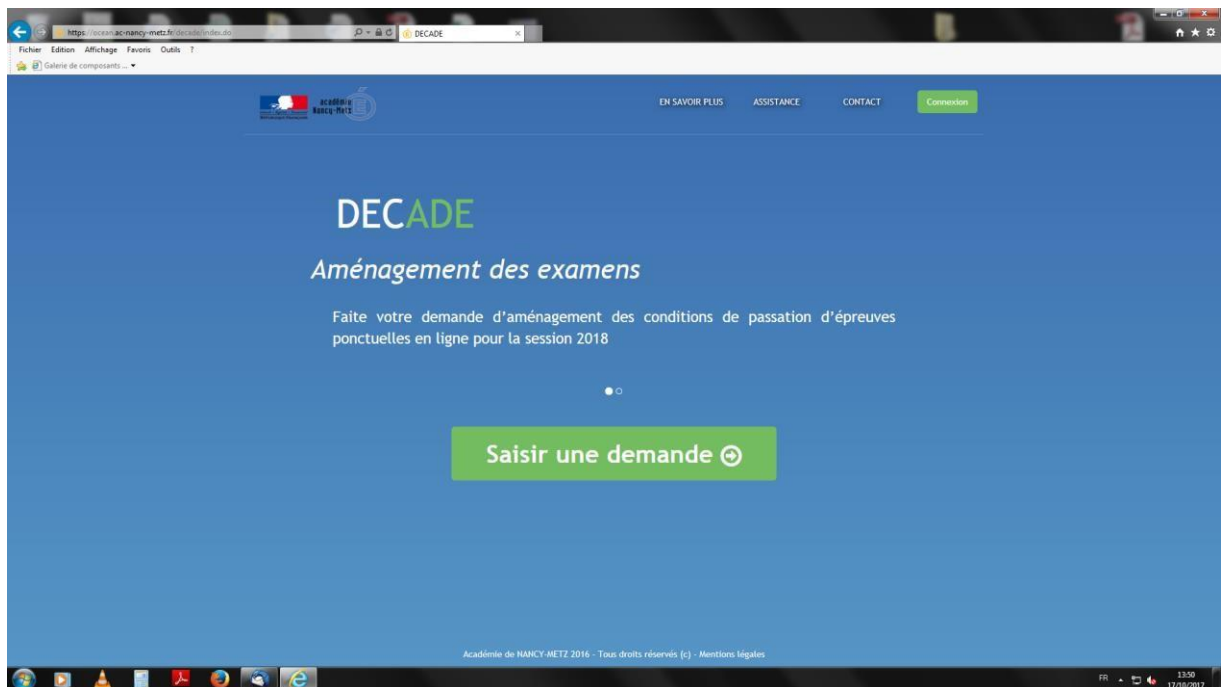 https://ocean.ac-nancy-metz.fr/decade/index.do
DECADE
Fichier Edition Affichage Favoris Outils ?
Galerie de composants ...
académie
Nancy-Metz
EN SAVOIR PLUS ASSISTANCE CONTACT Connexion
DECADE
Aménagement des examens
Faite votre demande d'aménagement des conditions de passation d'épreuves
ponctuelles en ligne pour la session 2018
Saisir une demande
Académie de NANCY-METZ 2016 - Tous droits réservés (c) - Mentions légales
FR
13:50
17/10/2017